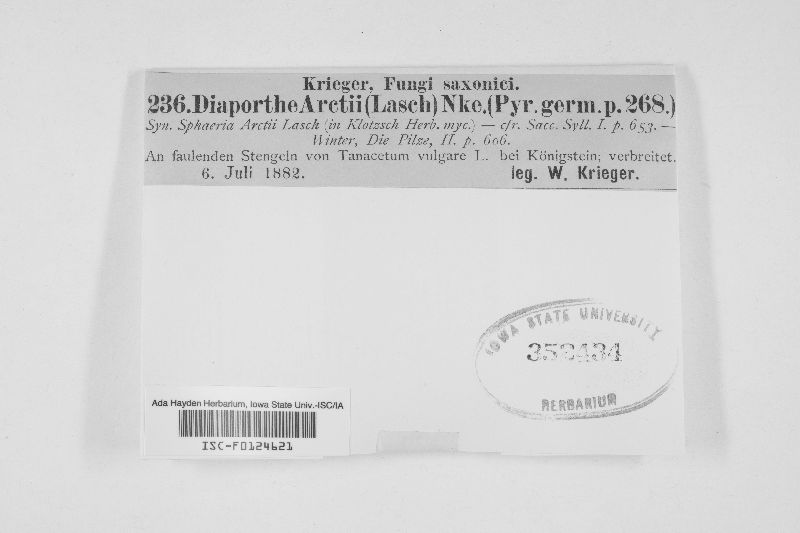 Krieger, Fungi saxonici.
236. Diaporthe Arctii (Lasch) Nke. (Pyr. germ. p. 268.)
Syn. Sphaeria Arctii Lasch (in Klotzsch Herb. myc.) — cfr. Sacc. Syll. I. p. 653. —
Winter, Die Pilze, II. p. 606.
An faulenden Stengeln von Tanacetum vulgare L. bei Königstein; verbreitet.
6. Juli 1882. leg. W. Krieger.
IOWA STATE UNIVERSITY
352434
HERBARIUM
Ada Hayden Herbarium, Iowa State Univ.-ISC/IA
ISC-F0124621